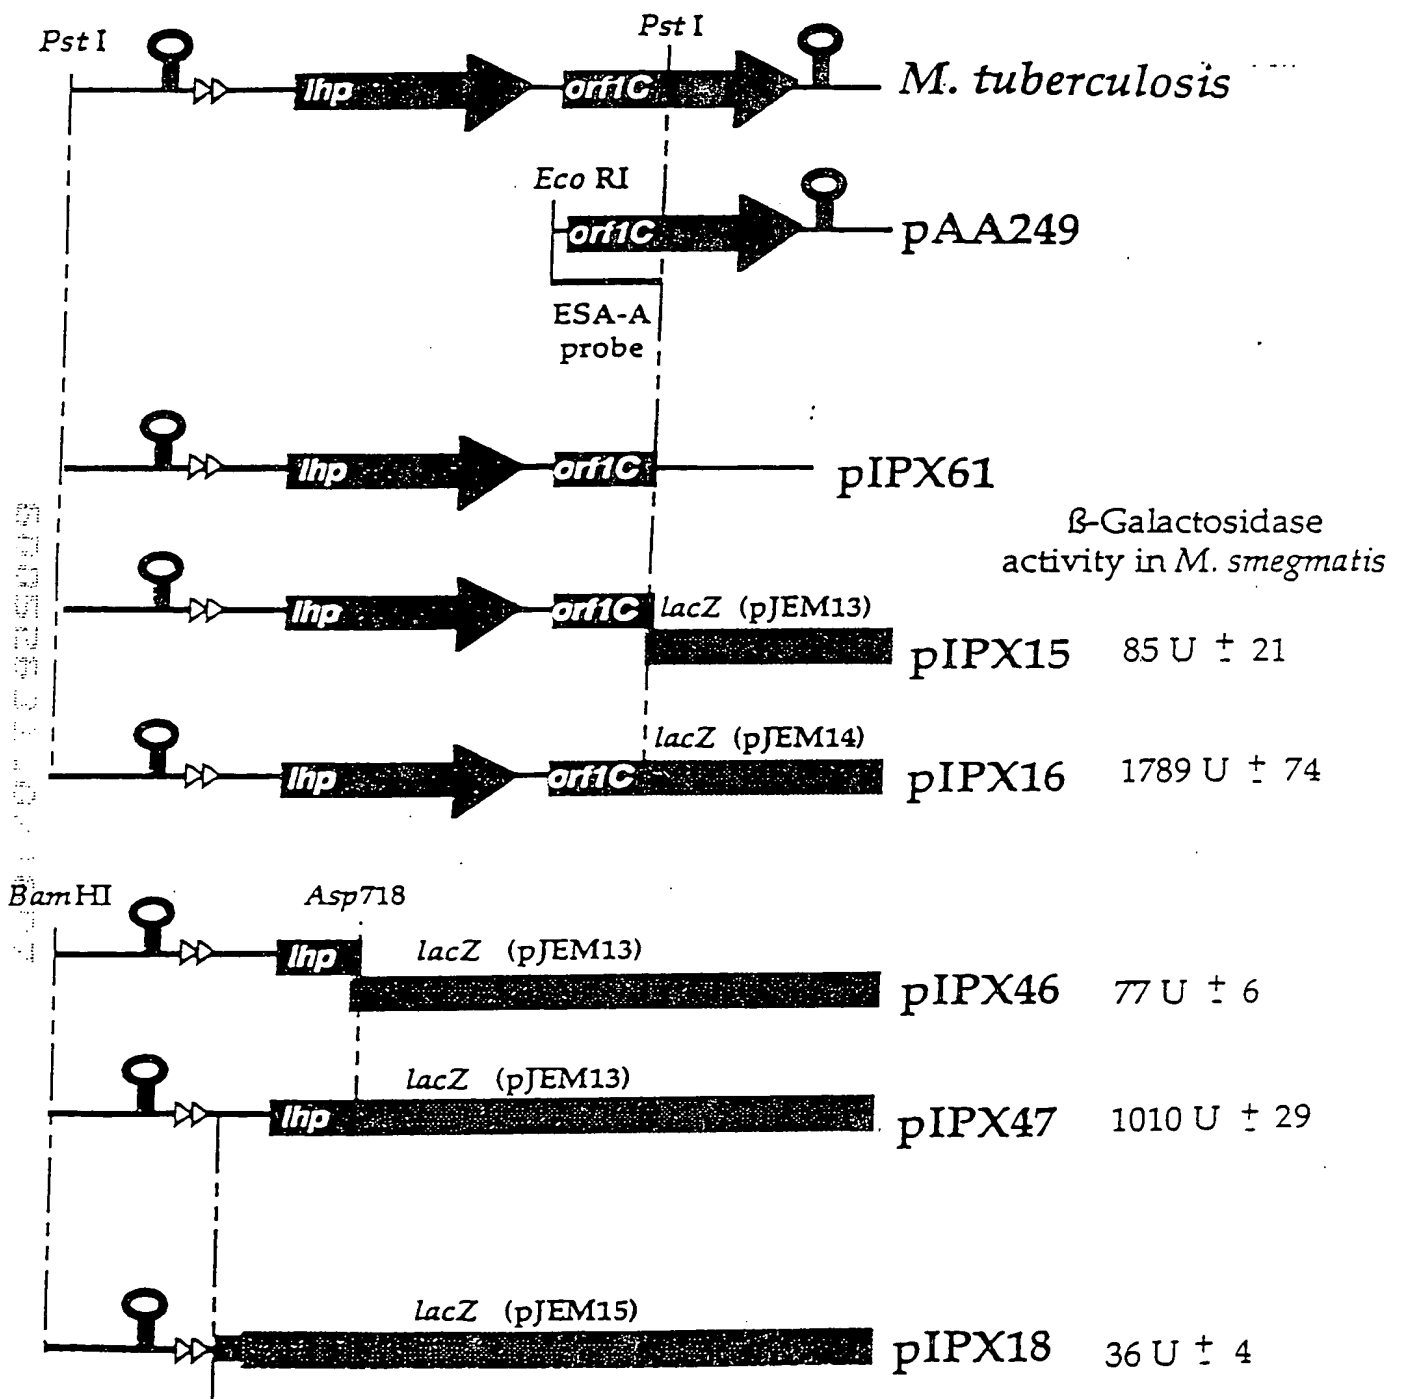 Pst I
Pst I
lhp
orf1C
M. tuberculosis
Eco RI
orf1C
pAA249
ESA-A
probe
lhp
orf1C
pIPX61
ß-Galactosidase
activity in M. smegmatis
lhp
orf1C
lacZ (pJEM13)
pIPX15
85 U ± 21
lacZ (pJEM14)
lhp
orf1C
pIPX16
1789 U ± 74
BamHI
Asp718
lhp
lacZ (pJEM13)
pIPX46
77 U ± 6
lacZ (pJEM13)
lhp
pIPX47
1010 U ± 29
lacZ (pJEM15)
pIPX18
36 U ± 4